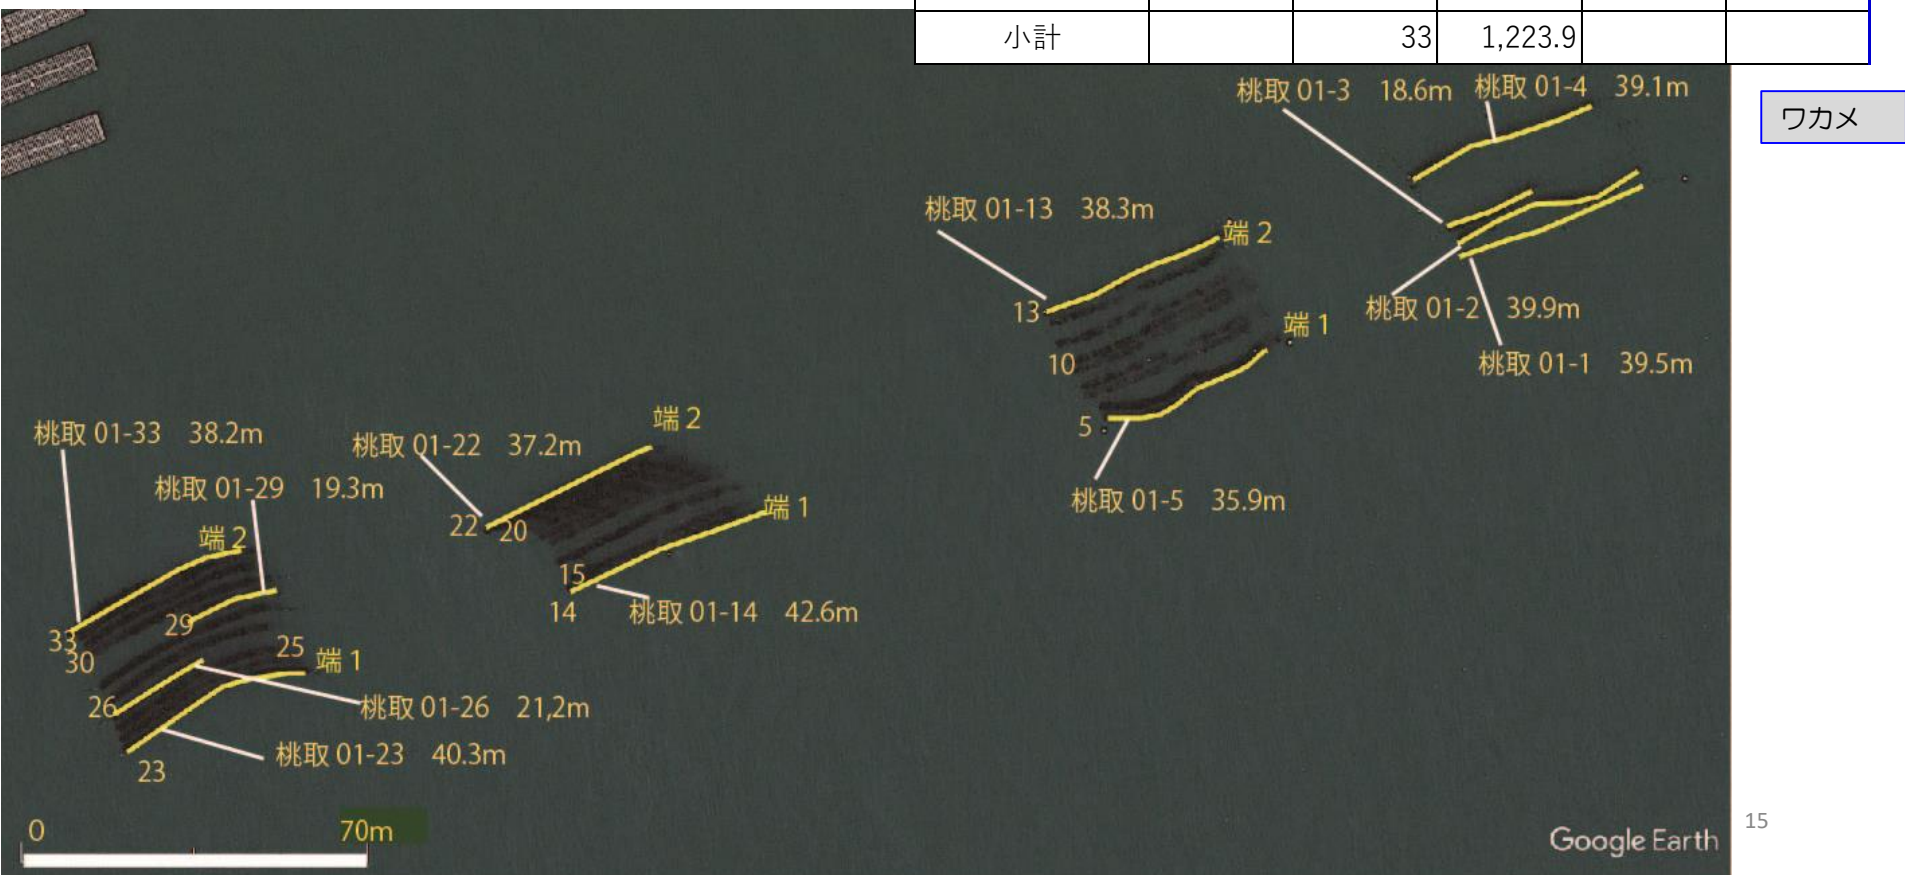 小計 33 1,223.9
ワカメ
桃取 01-3 18.6m
桃取 01-4 39.1m
桃取 01-13 38.3m
端 2
13
10
端 1
5
桃取 01-2 39.9m
桃取 01-1 39.5m
桃取 01-5 35.9m
桃取 01-33 38.2m
桃取 01-22 37.2m
端 2
桃取 01-29 19.3m
端 1
22
20
端 2
15
14
桃取 01-14 42.6m
33
29
30
25
端 1
26
桃取 01-26 21,2m
桃取 01-23 40.3m
23
0
70m
Google Earth
15